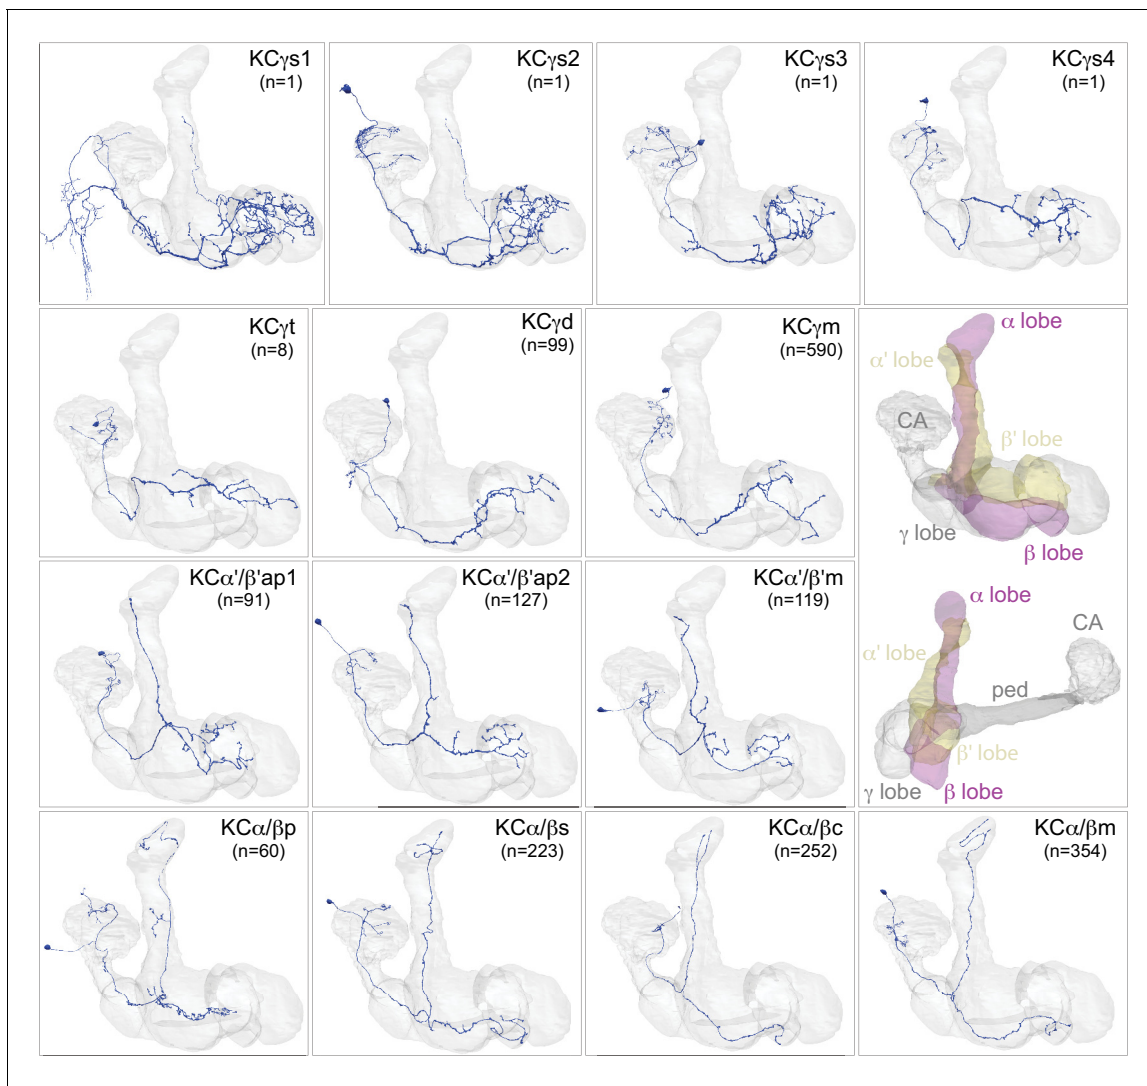 KCγs1
(n=1)
KCγs2
(n=1)
KCγs3
(n=1)
KCγs4
(n=1)
KCγt
(n=8)
KCγd
(n=99)
KCγm
(n=590)
α lobe
α' lobe
CA
β' lobe
γ lobe
β lobe
KCα'/β'ap1
(n=91)
KCα'/β'ap2
(n=127)
KCα'/β'm
(n=119)
α lobe
CA
α' lobe
ped
β' lobe
γ lobe
β lobe
KCα/βp
(n=60)
KCα/βs
(n=223)
KCα/βc
(n=252)
KCα/βm
(n=354)